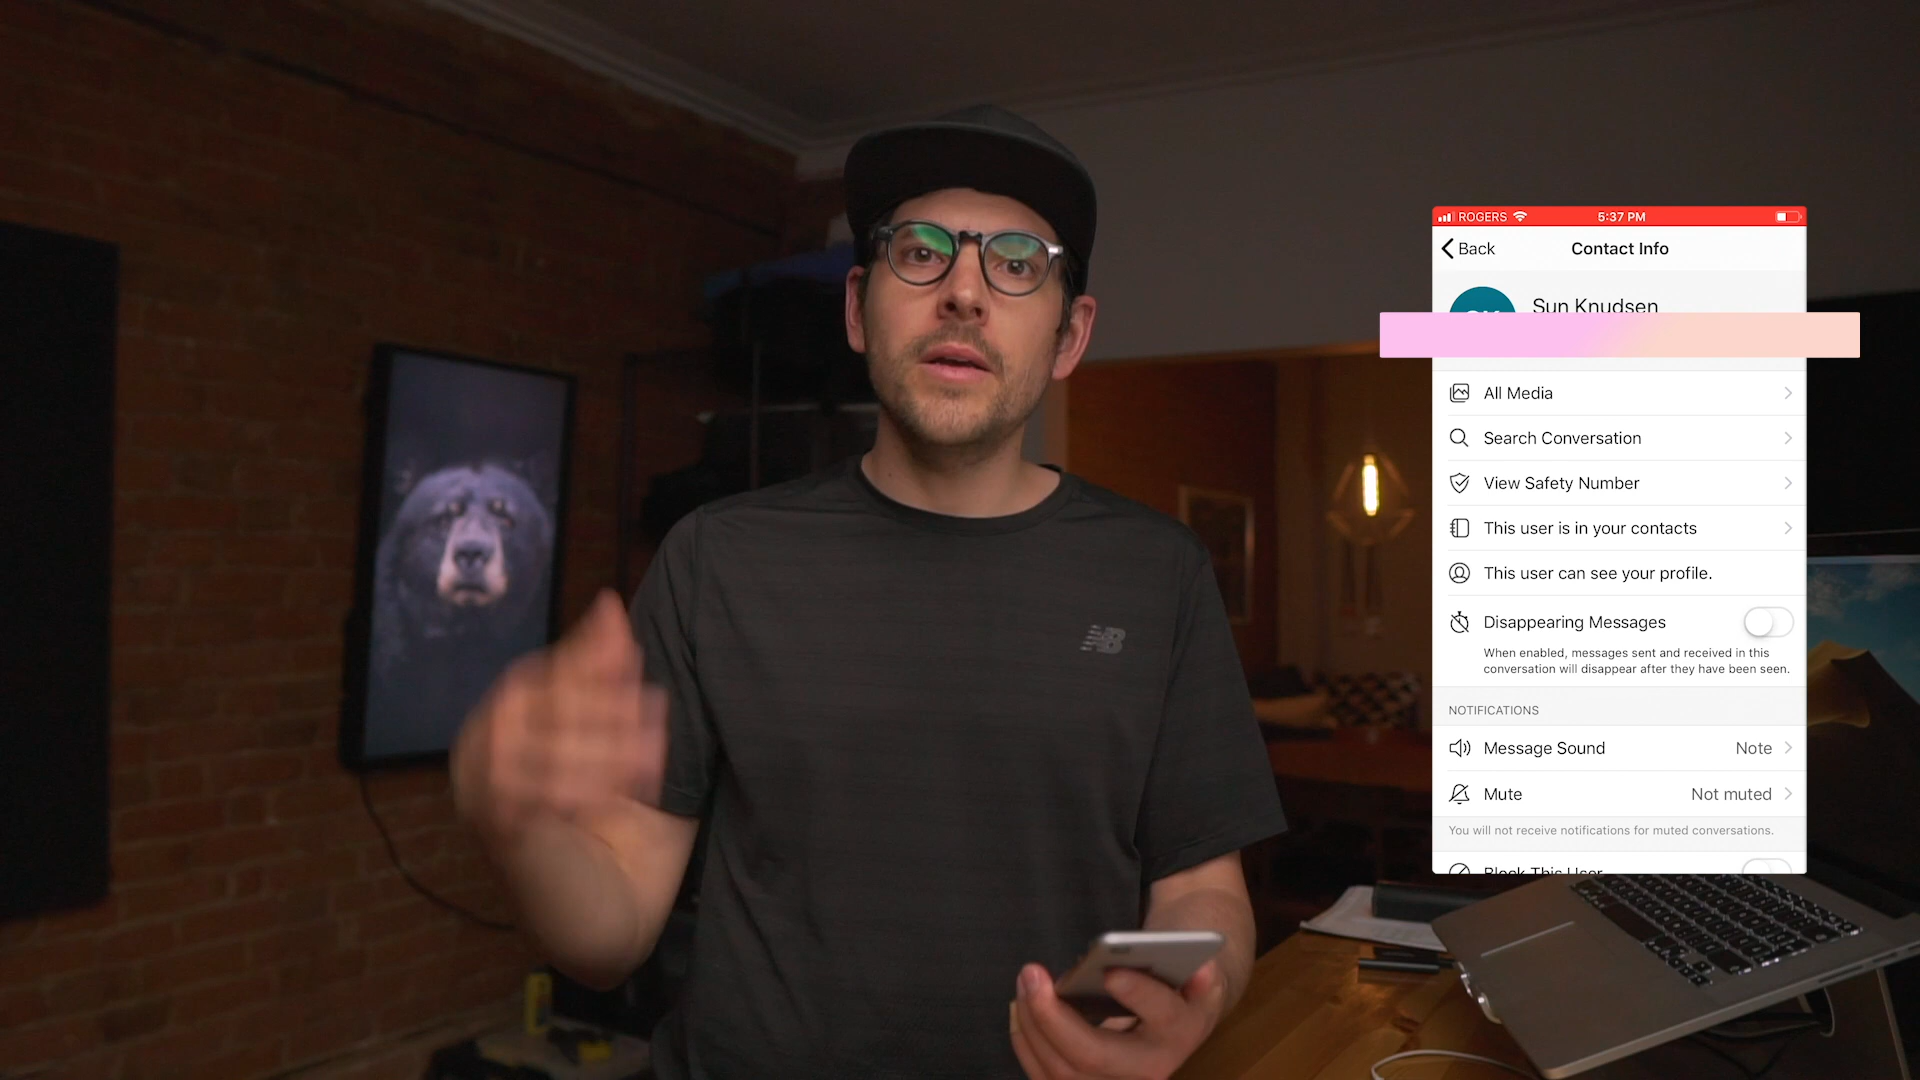 ROGERS 5:37 PM
Back Contact Info
Sun Knudsen
All Media
Search Conversation
View Safety Number
This user is in your contacts
This user can see your profile.
Disappearing Messages
When enabled, messages sent and received in this
conversation will disappear after they have been seen.
NOTIFICATIONS
Message Sound Note
Mute Not muted
You will not receive notifications for muted conversations.
Block This User